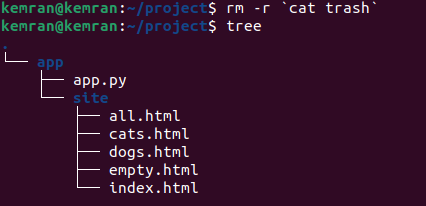 kemran@kemran:~/project$ rm -r `cat trash`
kemran@kemran:~/project$ tree
.
└── app
    ├── app.py
    └── site
        ├── all.html
        ├── cats.html
        ├── dogs.html
        ├── empty.html
        └── index.html